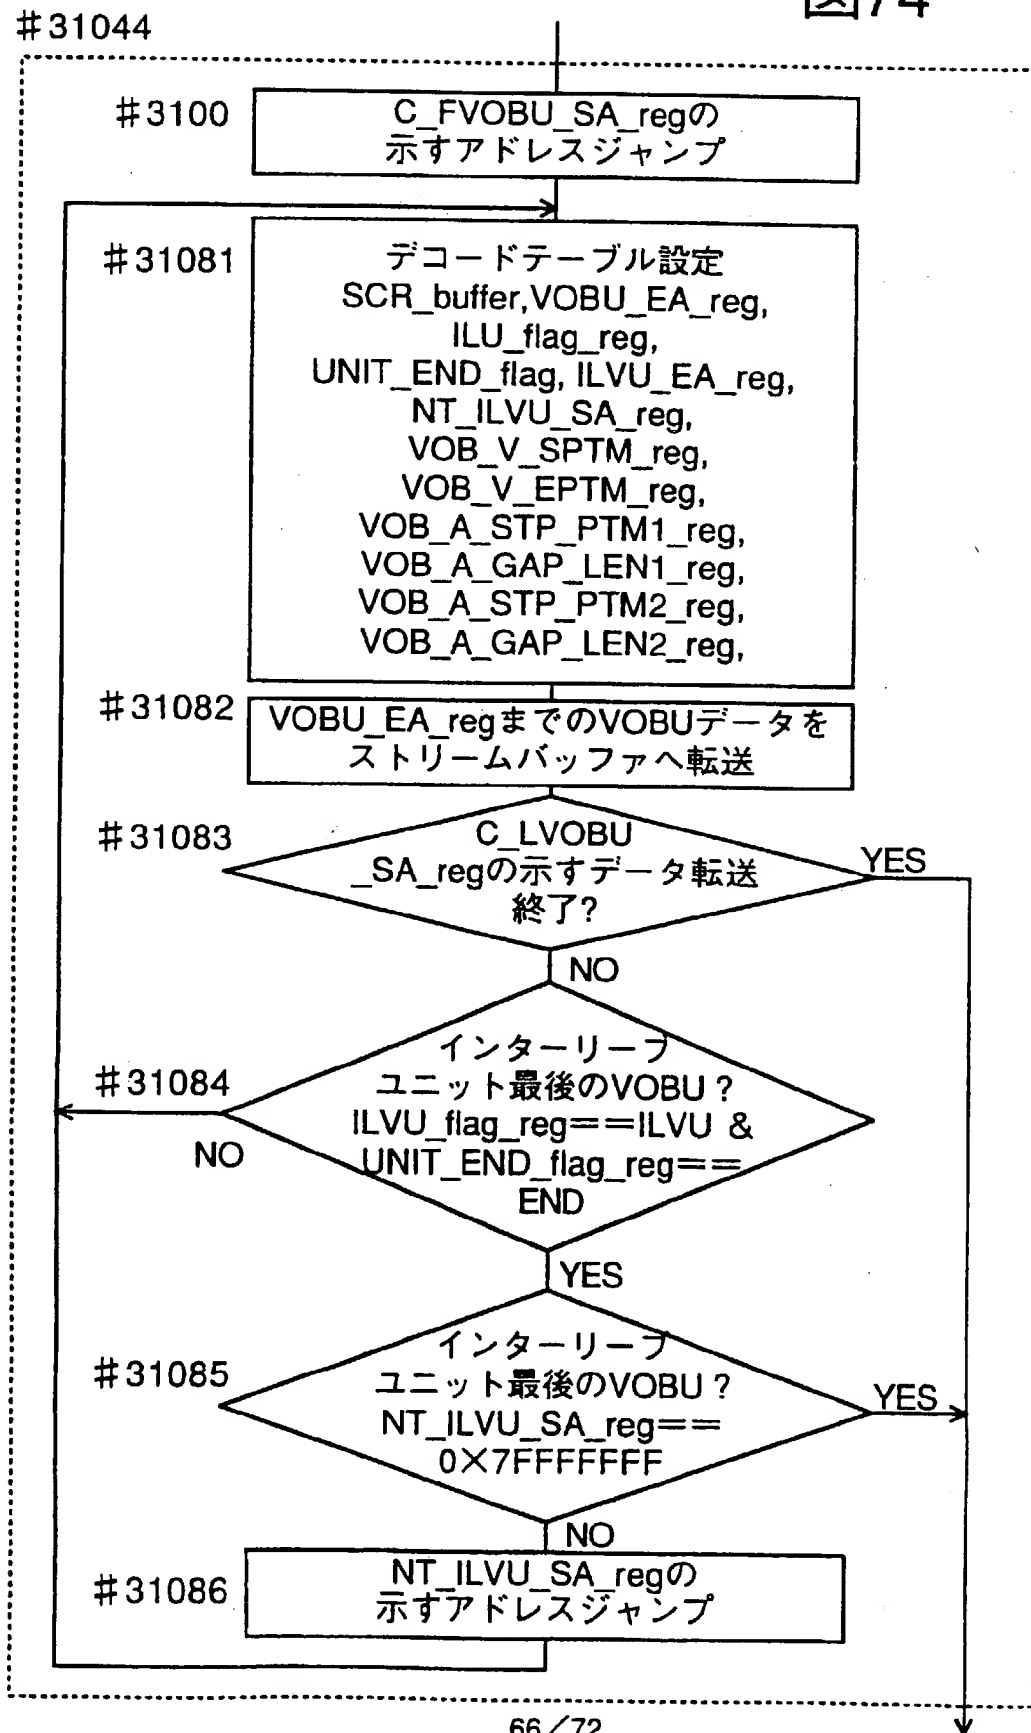 図74
#31044
#3100
C_FVOBU_SA_regの
示すアドレスジャンプ
#31081
デコードテーブル設定
SCR_buffer,VOBU_EA_reg,
ILU_flag_reg,
UNIT_END_flag, ILVU_EA_reg,
NT_ILVU_SA_reg,
VOB_V_SPTM_reg,
VOB_V_EPTM_reg,
VOB_A_STP_PTM1_reg,
VOB_A_GAP_LEN1_reg,
VOB_A_STP_PTM2_reg,
VOB_A_GAP_LEN2_reg,
#31082
VOBU_EA_regまでのVOBUデータを
ストリームバッファへ転送
#31083
C_LVOBU
_SA_regの示すデータ転送
終了?
YES
NO
#31084
インターリーブ
ユニット最後のVOBU?
ILVU_flag_reg==ILVU &
UNIT_END_flag_reg==
END
NO
YES
#31085
インターリーブ
ユニット最後のVOBU?
NT_ILVU_SA_reg==
0×7FFFFFFF
YES
NO
#31086
NT_ILVU_SA_regの
示すアドレスジャンプ
66/72